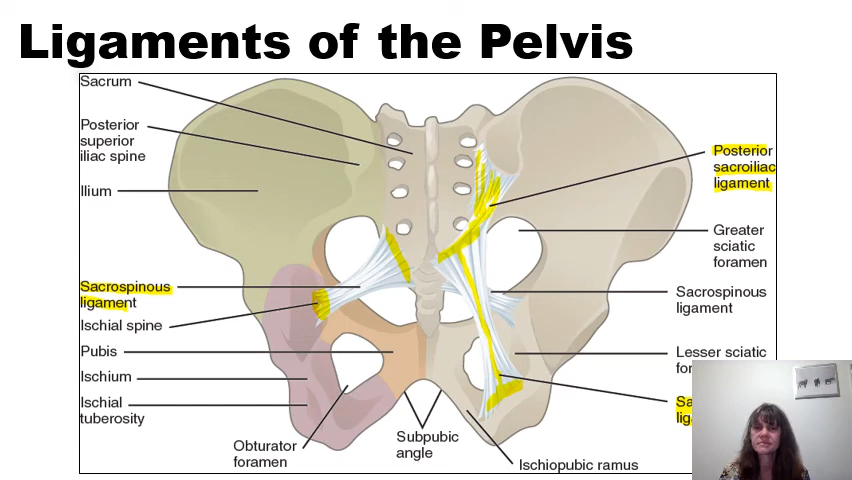 Ligaments of the Pelvis
Sacrum
Posterior
superior
iliac spine
Ilium
Sacrospinous
ligament
Ischial spine
Pubis
Ischium
Ischial
tuberosity
Obturator
foramen
Subpubic
angle
Ischiopubic ramus
Posterior
sacroiliac
ligament
Greater
sciatic
foramen
Sacrospinous
ligament
Lesser sciatic